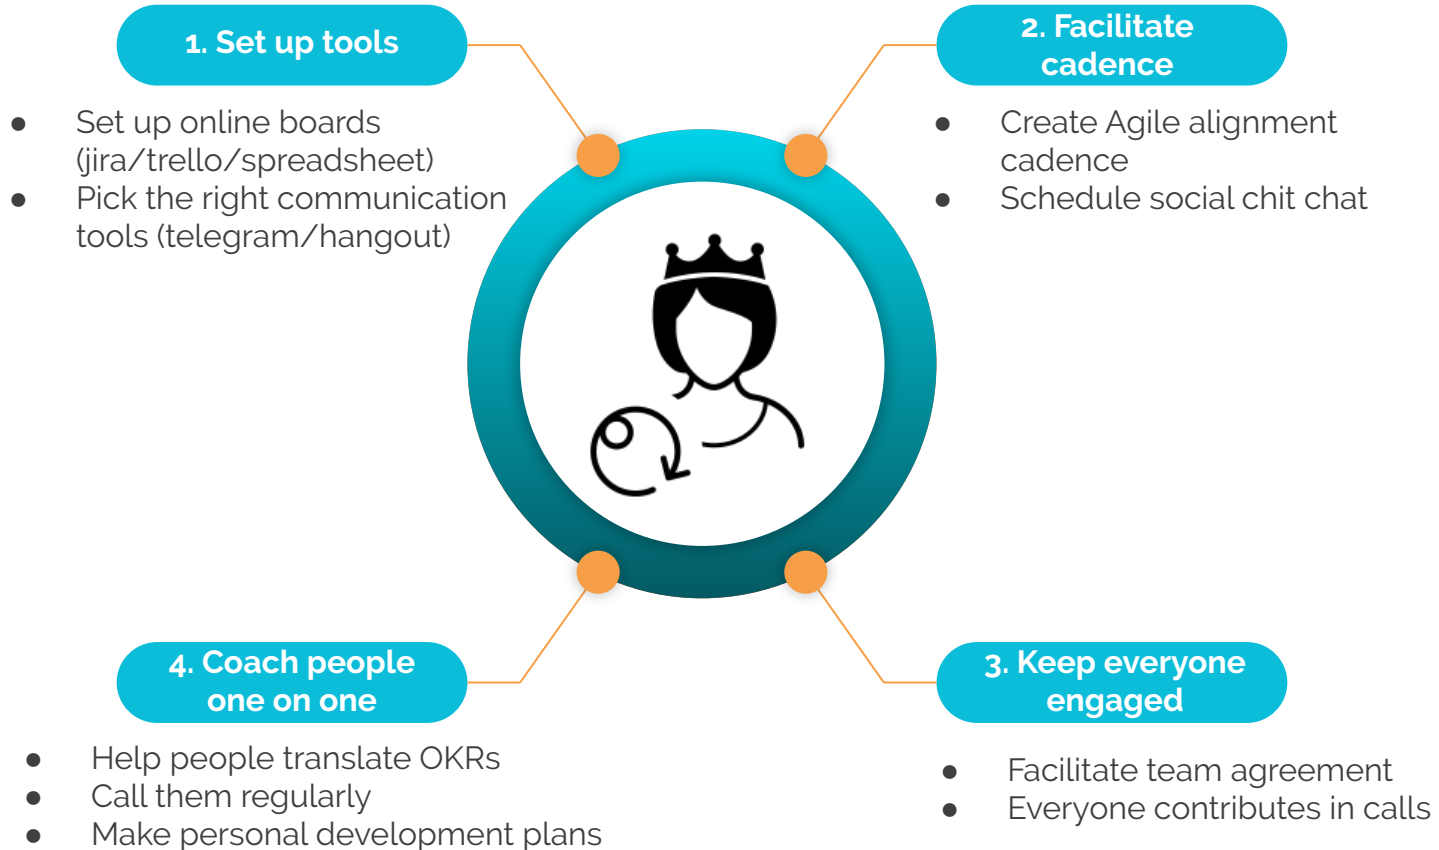 1. Set up tools
● Set up online boards
(jira/trello/spreadsheet)
● Pick the right communication
tools (telegram/hangout)
2. Facilitate
cadence
● Create Agile alignment
cadence
● Schedule social chit chat
3. Keep everyone
engaged
● Facilitate team agreement
● Everyone contributes in calls
4. Coach people
one on one
● Help people translate OKRs
● Call them regularly
● Make personal development plans